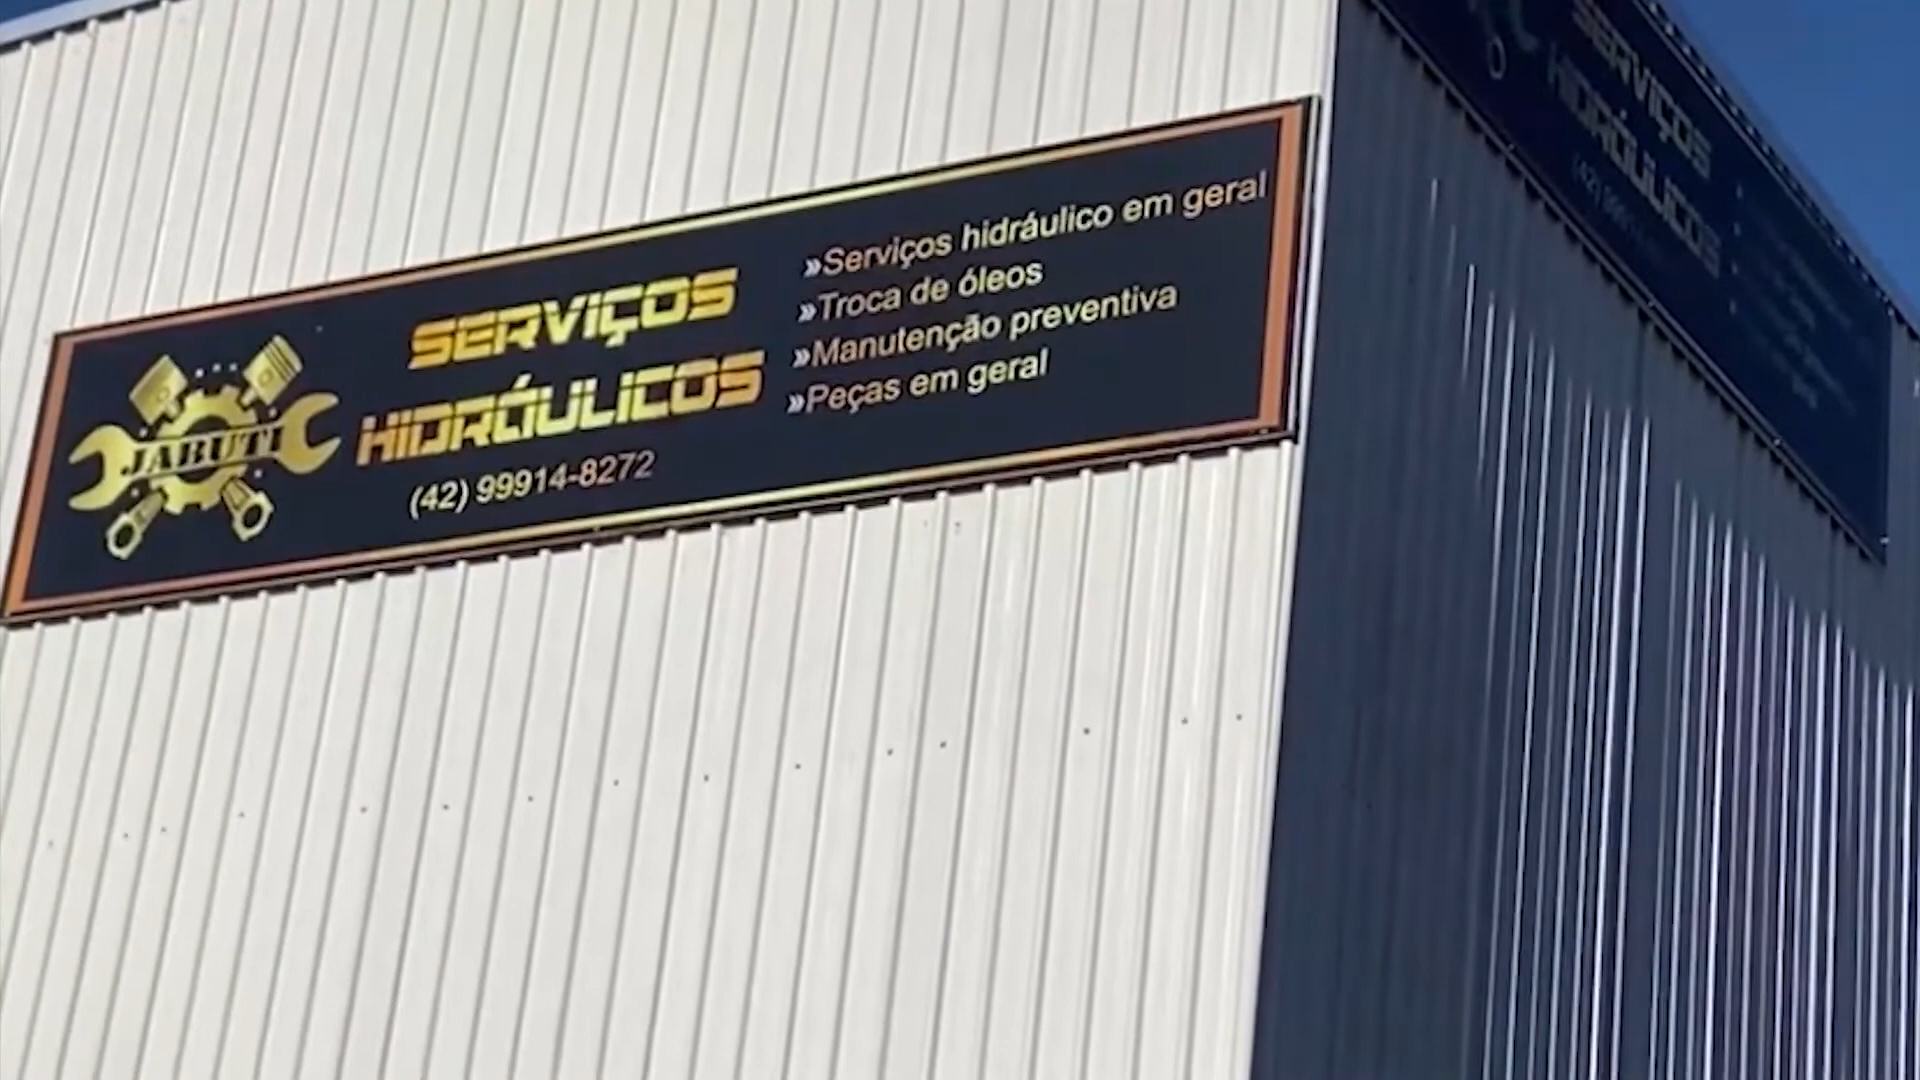 JABUTI
SERVIÇOS
HIDRÁULICOS
(42) 99914-8272
»Serviços hidráulico em geral
»Troca de óleos
»Manutenção preventiva
»Peças em geral
SERVIÇOS
HIDRÁULICOS